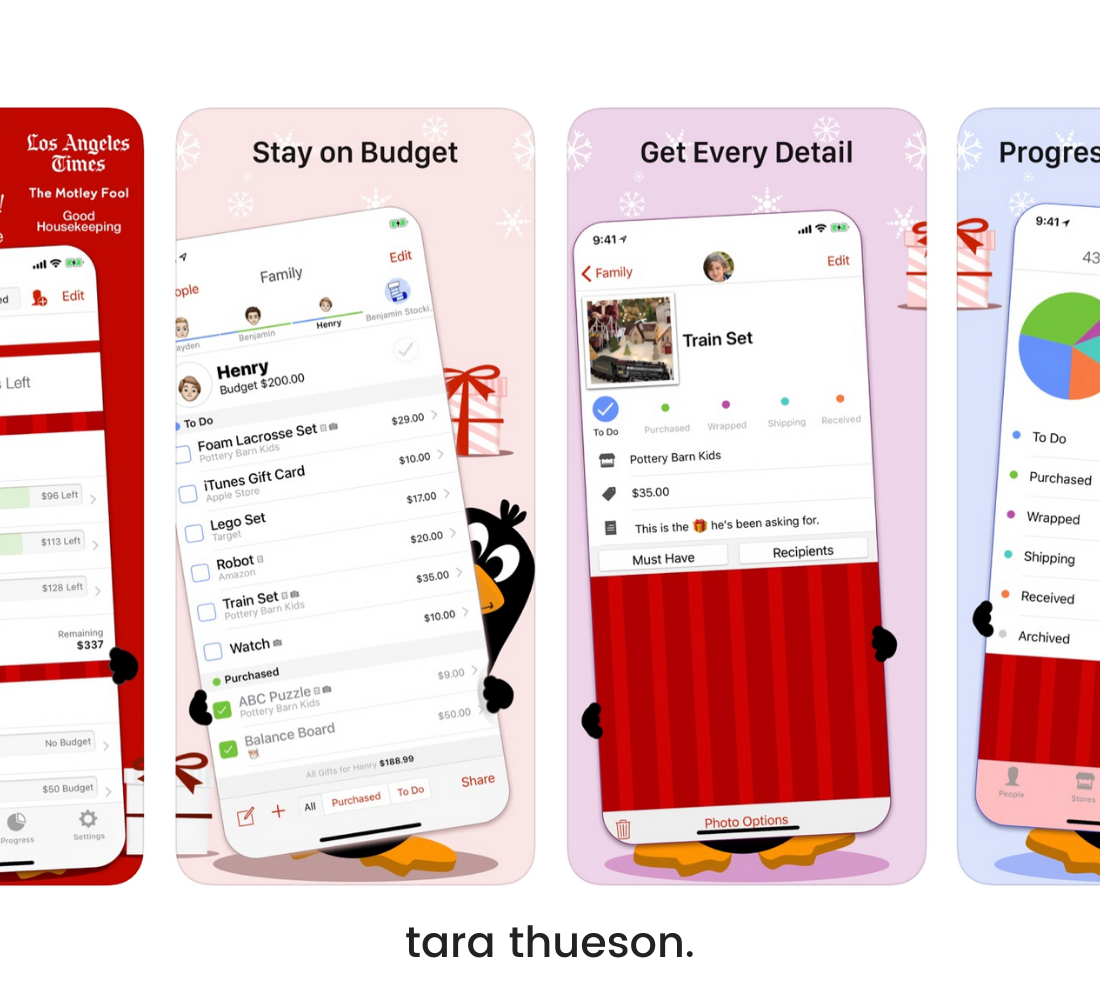 Los Angeles
Times
The Motley Fool
Good
Housekeeping
Edit
Left
$96 Left
$113 Left
$128 Left
Remaining
$337
No Budget
$50 Budget
Progress
Settings
Stay on Budget
Family
Edit
Benjamin
Henry
Benjamin Stocki...
Henry
Budget $200.00
To Do
Foam Lacrosse Set
Pottery Barn Kids
$29.00
iTunes Gift Card
Apple Store
$10.00
Lego Set
Target
$17.00
Robot
Amazon
$20.00
Train Set
Pottery Barn Kids
$35.00
Watch
$10.00
Purchased
ABC Puzzle
Pottery Barn Kids
$9.00
Balance Board
$50.00
All Gifts for Henry $188.99
All
Purchased
To Do
Share
Get Every Detail
9:41
Family
Edit
Train Set
To Do
Purchased
Wrapped
Shipping
Received
Pottery Barn Kids
$35.00
This is the 🎁 he's been asking for.
Must Have
Recipients
Photo Options
Progres
9:41
43
To Do
Purchased
Wrapped
Shipping
Received
Archived
People
Stores
tara thueson.